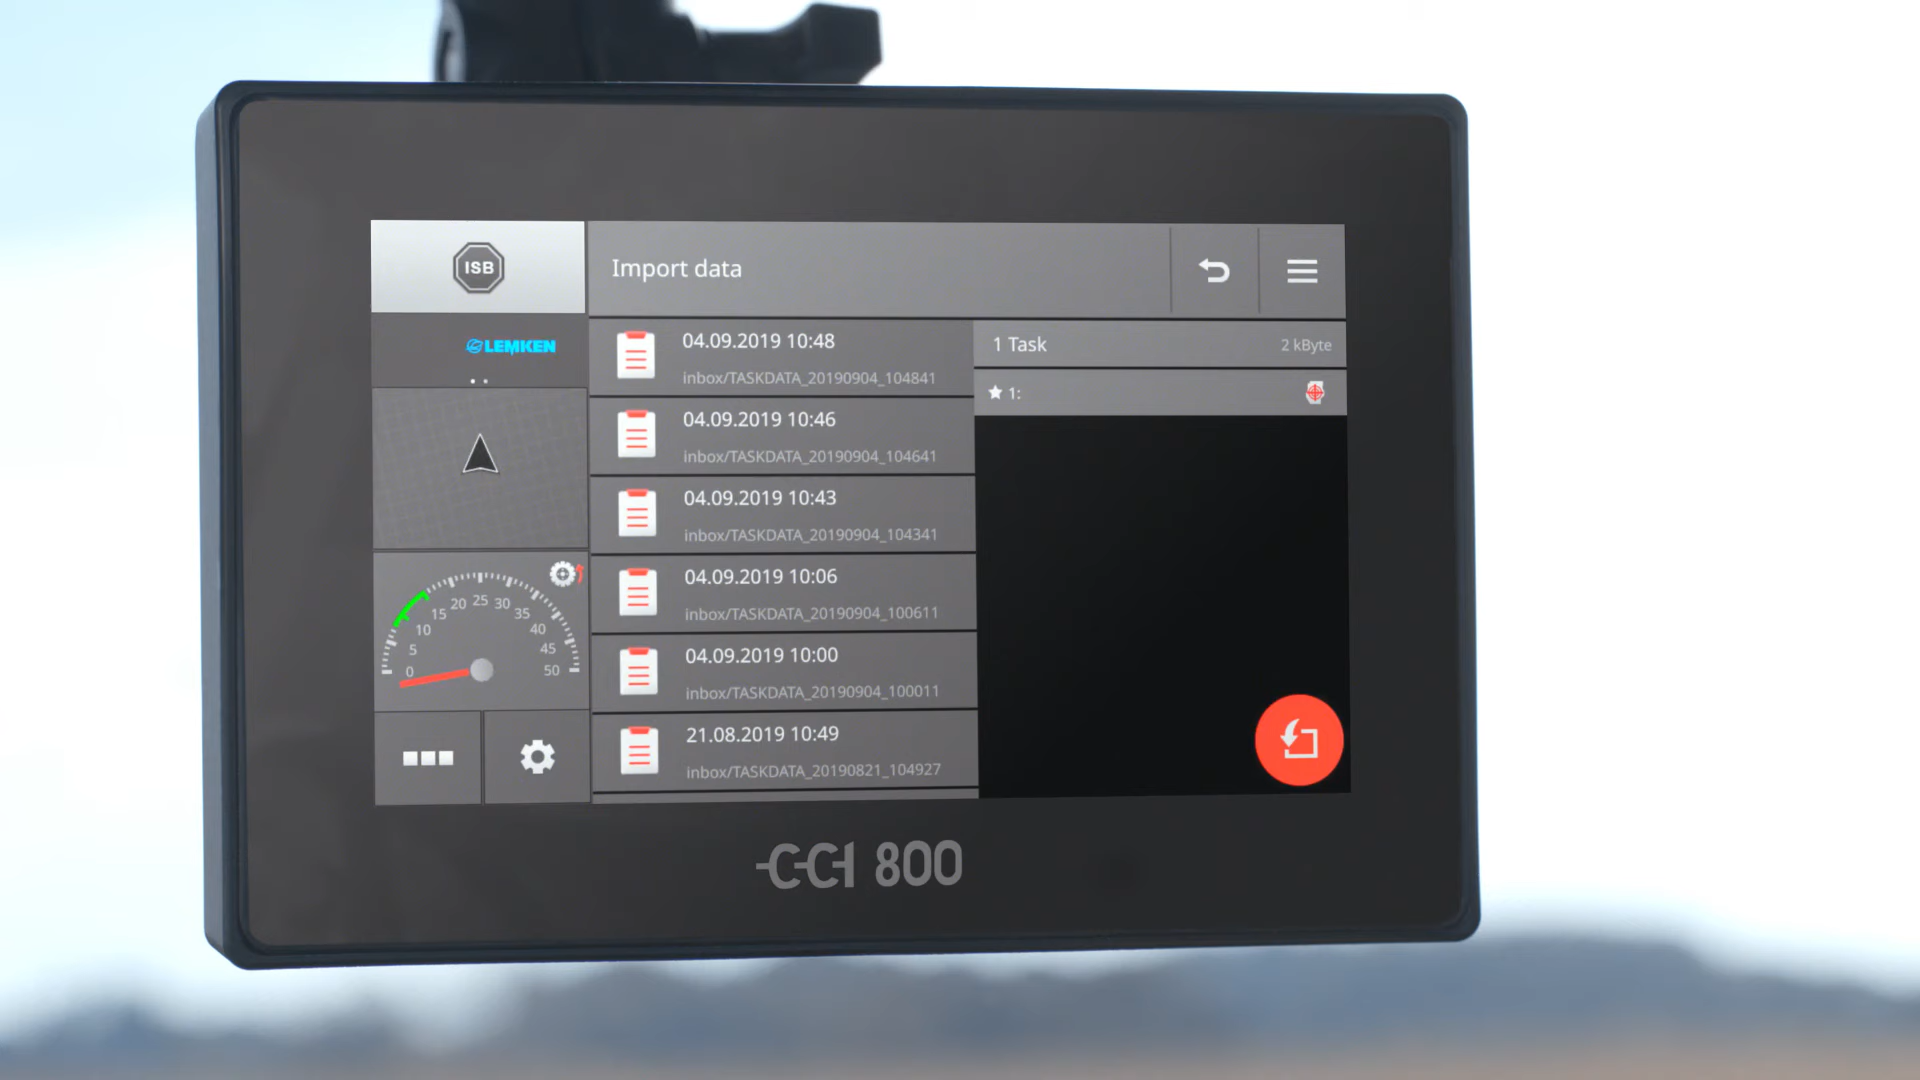 ISB
Import data
LEMKEN
04.09.2019 10:48
inbox/TASKDATA_20190904_104841
04.09.2019 10:46
inbox/TASKDATA_20190904_104641
04.09.2019 10:43
inbox/TASKDATA_20190904_104341
04.09.2019 10:06
inbox/TASKDATA_20190904_100611
04.09.2019 10:00
inbox/TASKDATA_20190904_100011
21.08.2019 10:49
inbox/TASKDATA_20190821_104927
1 Task 2 kByte
1:
0 5 10 15 20 25 30 35 40 45 50
CCI 800